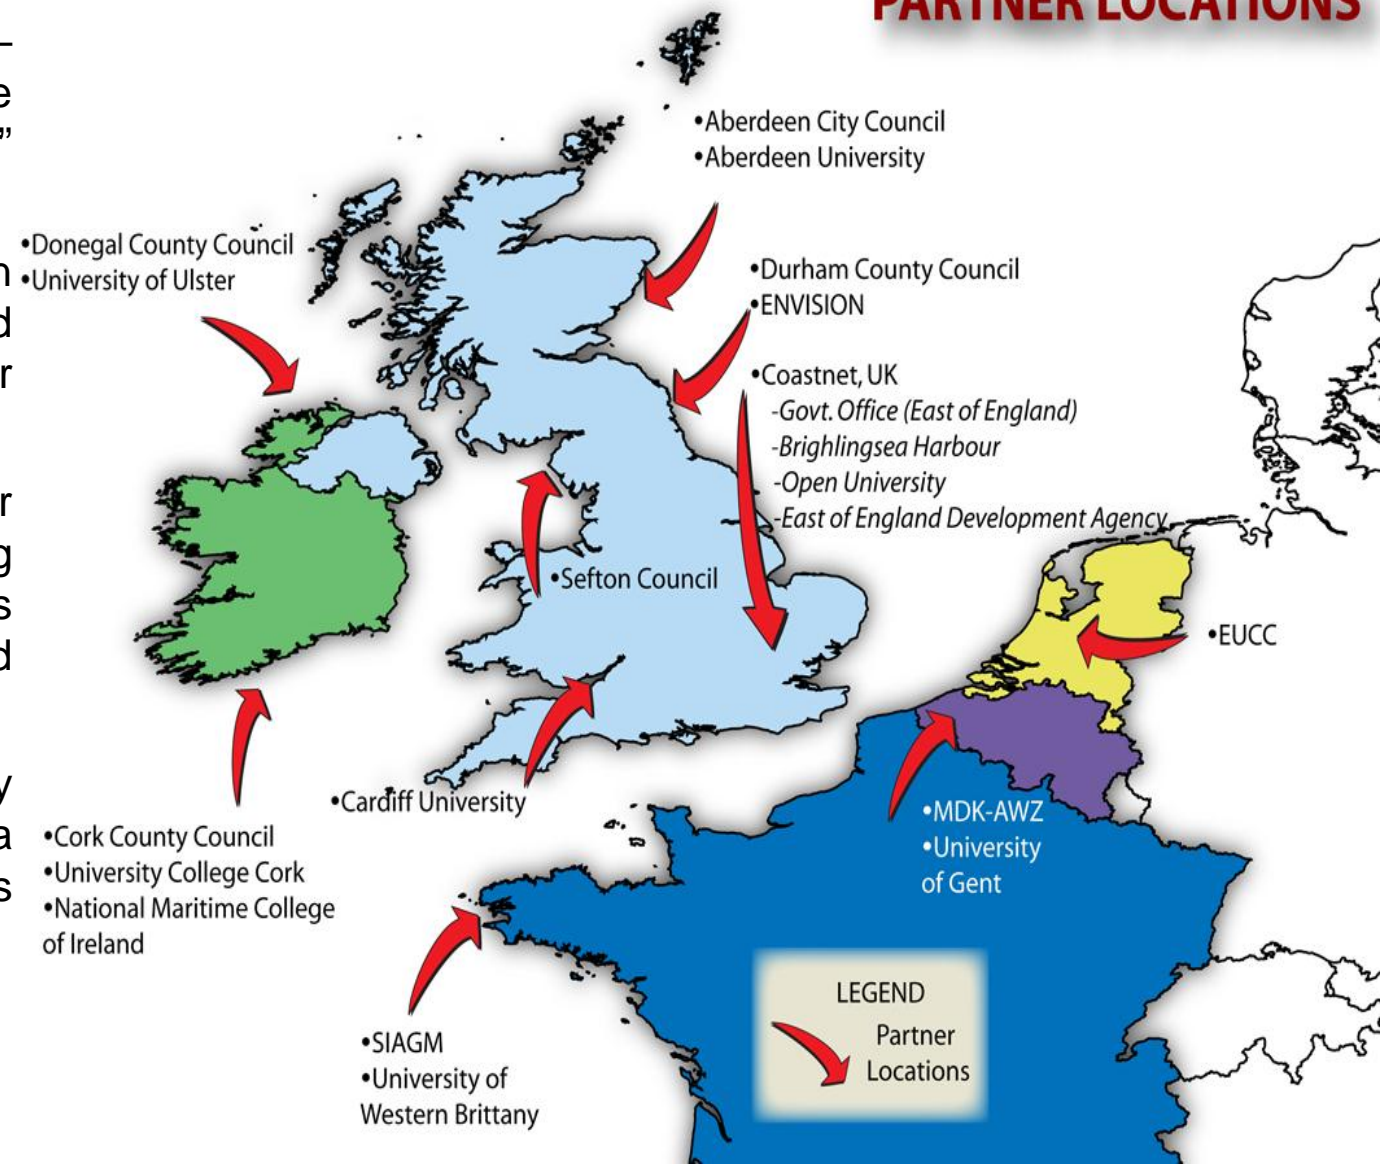 PARTNER LOCATIONS
–
e
”
n
d
r
r
g
s
d
y
a
s
•Aberdeen City Council
•Aberdeen University
•Donegal County Council
•University of Ulster
•Durham County Council
•ENVISION
•Coastnet, UK
-Govt. Office (East of England)
-Brighlingsea Harbour
-Open University
-East of England Development Agency
•Sefton Council
•EUCC
•Cardiff University
•MDK-AWZ
•University
of Gent
•Cork County Council
•University College Cork
•National Maritime College
of Ireland
•SIAGM
•University of
Western Brittany
LEGEND
Partner
Locations